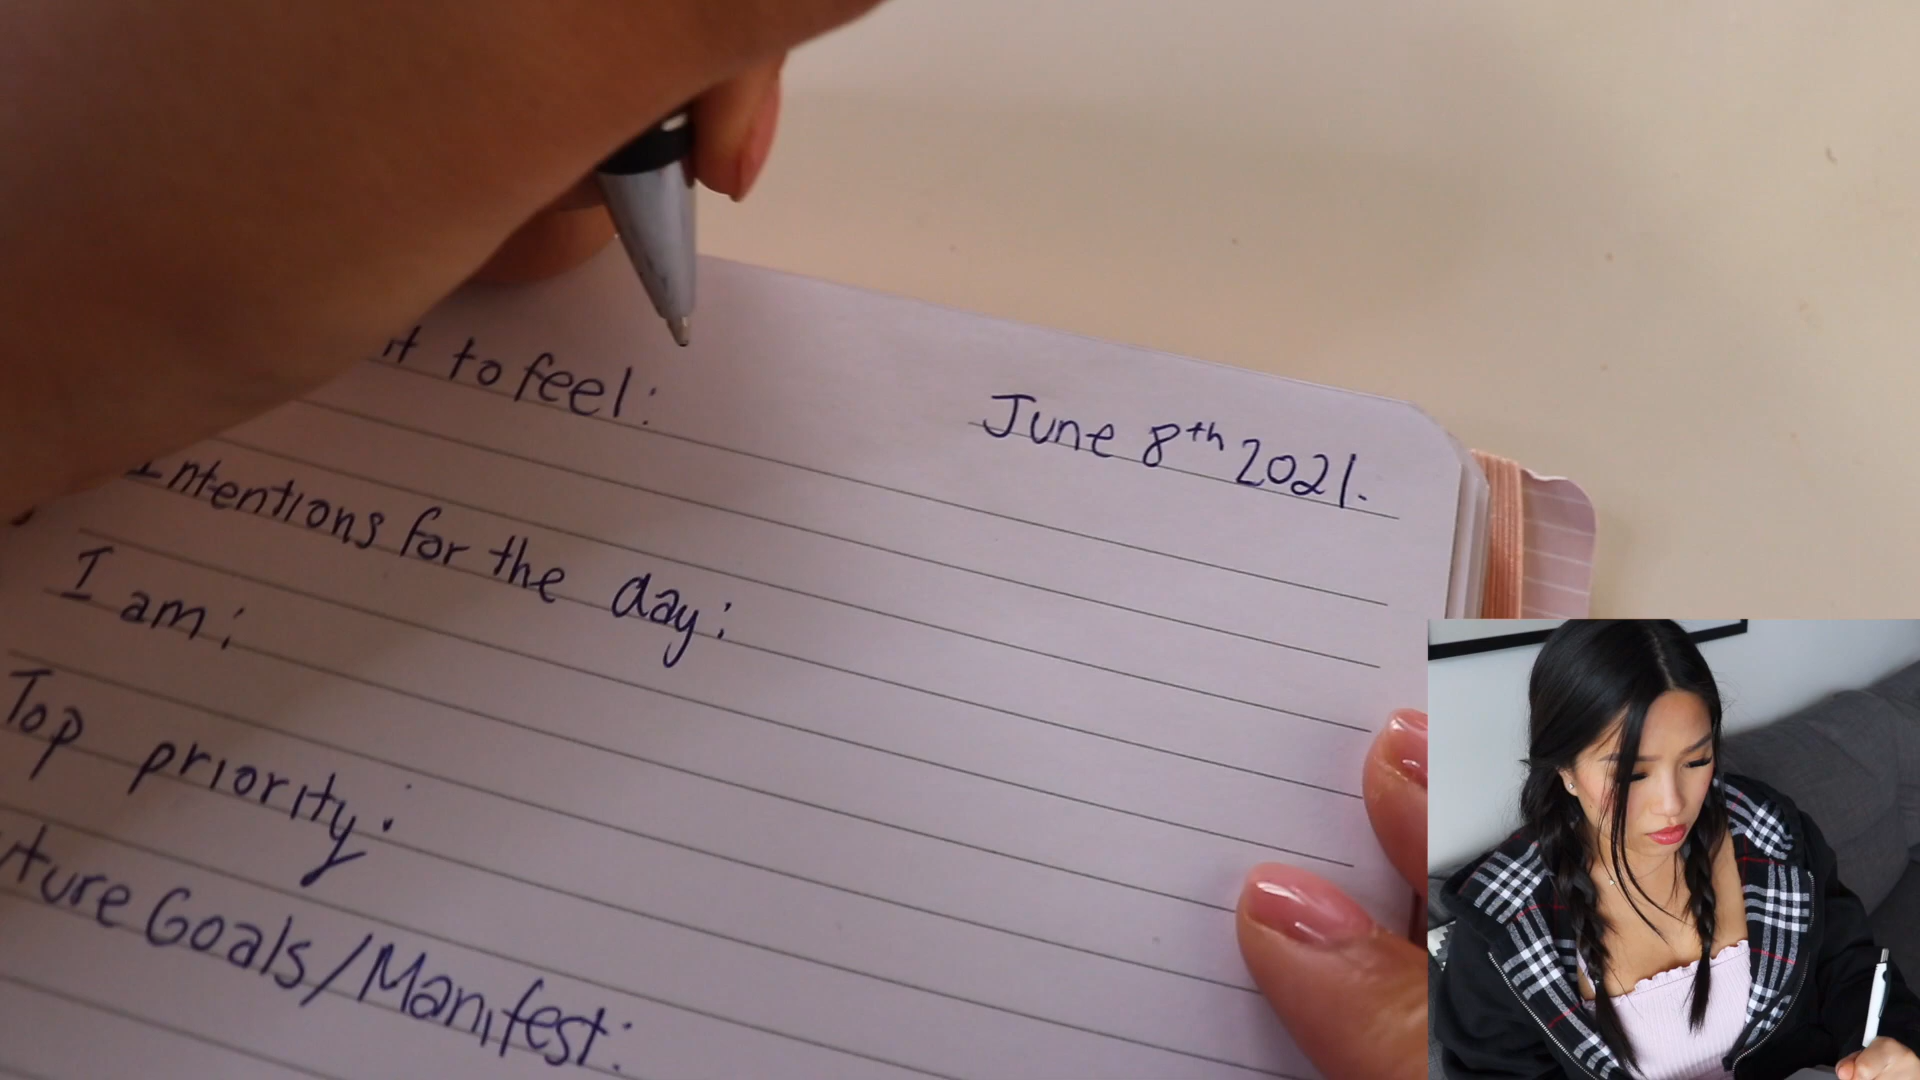 to feel:
June 8th 2021.
Intentions for the day:
I am:
Top priority:
Goals/Manifest: